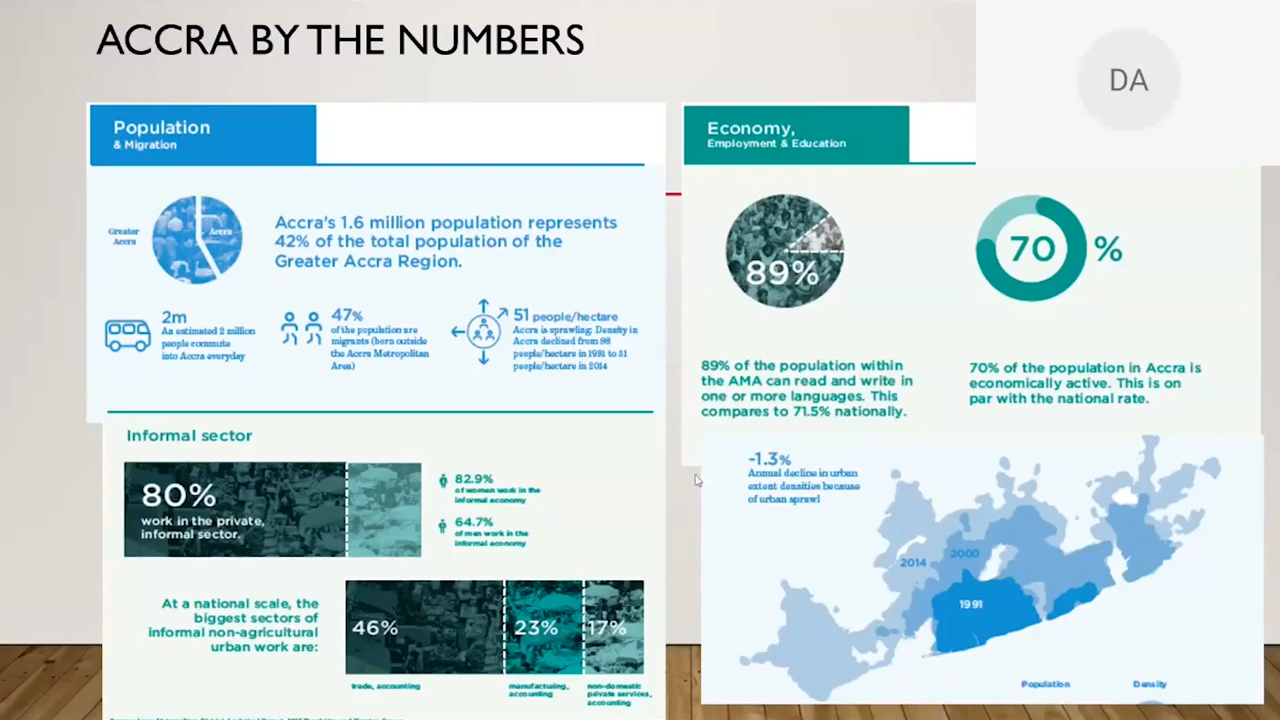 ACCRA BY THE NUMBERS
DA
Population
& Migration
Greater
Accra
Accra
Accra's 1.6 million population represents
42% of the total population of the
Greater Accra Region.
2m
An estimated 2 million
people commute
into Accra everyday
47%
of the population are
migrants (born outside
the Accra Metropolitan
Area)
51 people/hectare
Accra is sprawling: Density in
Accra declined from 98
people/hectare in 1991 to 51
people/hectare in 2014
Informal sector
80%
work in the private,
informal sector.
82.9%
of women work in the
informal economy
64.7%
of men work in the
informal economy
At a national scale, the
biggest sectors of
informal non-agricultural
urban work are:
46%
23%
17%
trade, accounting
manufactuing,
accounting
non-domestic
private services,
accounting
Economy,
Employment & Education
89%
70 %
89% of the population within
the AMA can read and write in
one or more languages. This
compares to 71.5% nationally.
70% of the population in Accra is
economically active. This is on
par with the national rate.
-1.3%
Annual decline in urban
extent densities because
of urban sprawl
2014
2000
1991
Population
Density